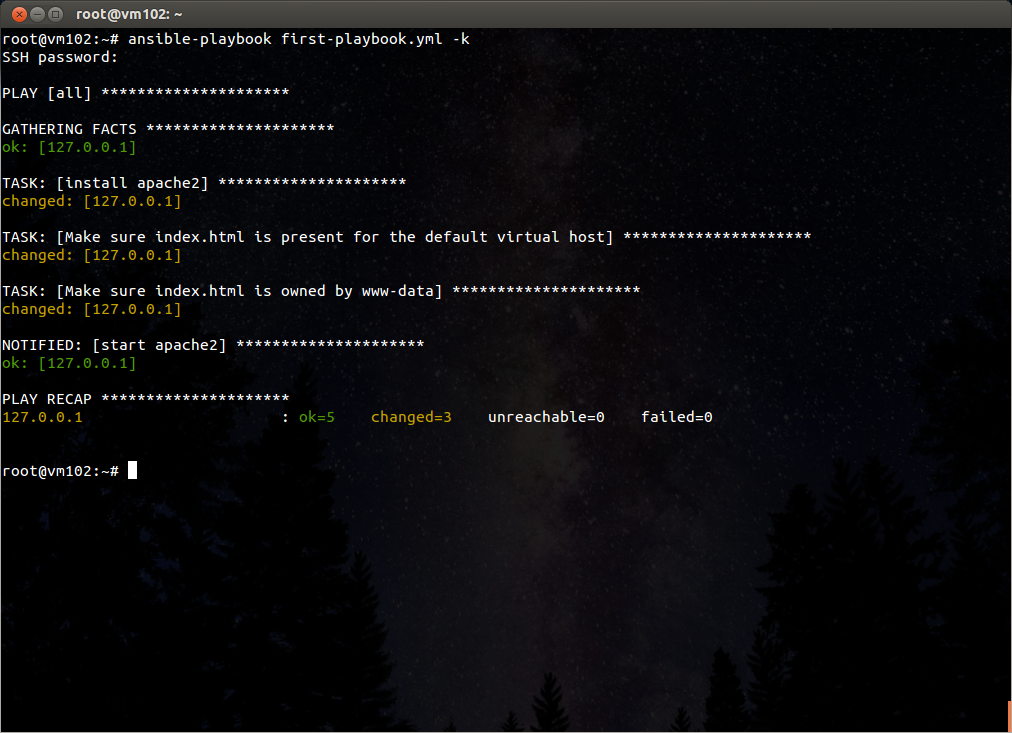 root@vm102: ~
root@vm102:~# ansible-playbook first-playbook.yml -k
SSH password:
PLAY [all] *********************
GATHERING FACTS *********************
ok: [127.0.0.1]
TASK: [install apache2] *********************
changed: [127.0.0.1]
TASK: [Make sure index.html is present for the default virtual host] *********************
changed: [127.0.0.1]
TASK: [Make sure index.html is owned by www-data] *********************
changed: [127.0.0.1]
NOTIFIED: [start apache2] *********************
ok: [127.0.0.1]
PLAY RECAP *********************
127.0.0.1                      : ok=5    changed=3    unreachable=0    failed=0
root@vm102:~#